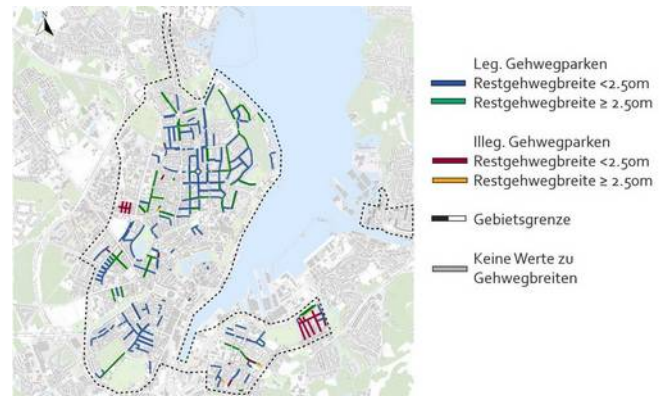 Leg. Gehwegparken
Restgehwegbreite <2.50m
Restgehwegbreite ≥ 2.50m
Illeg. Gehwegparken
Restgehwegbreite <2.50m
Restgehwegbreite ≥ 2.50m
Gebietsgrenze
Keine Werte zu
Gehwegbreiten